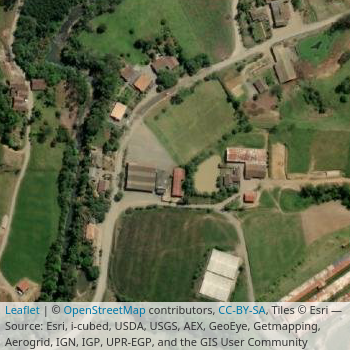 Leaflet | © OpenStreetMap contributors, CC-BY-SA, Tiles © Esri —
Source: Esri, i-cubed, USDA, USGS, AEX, GeoEye, Getmapping,
Aerogrid, IGN, IGP, UPR-EGP, and the GIS User Community